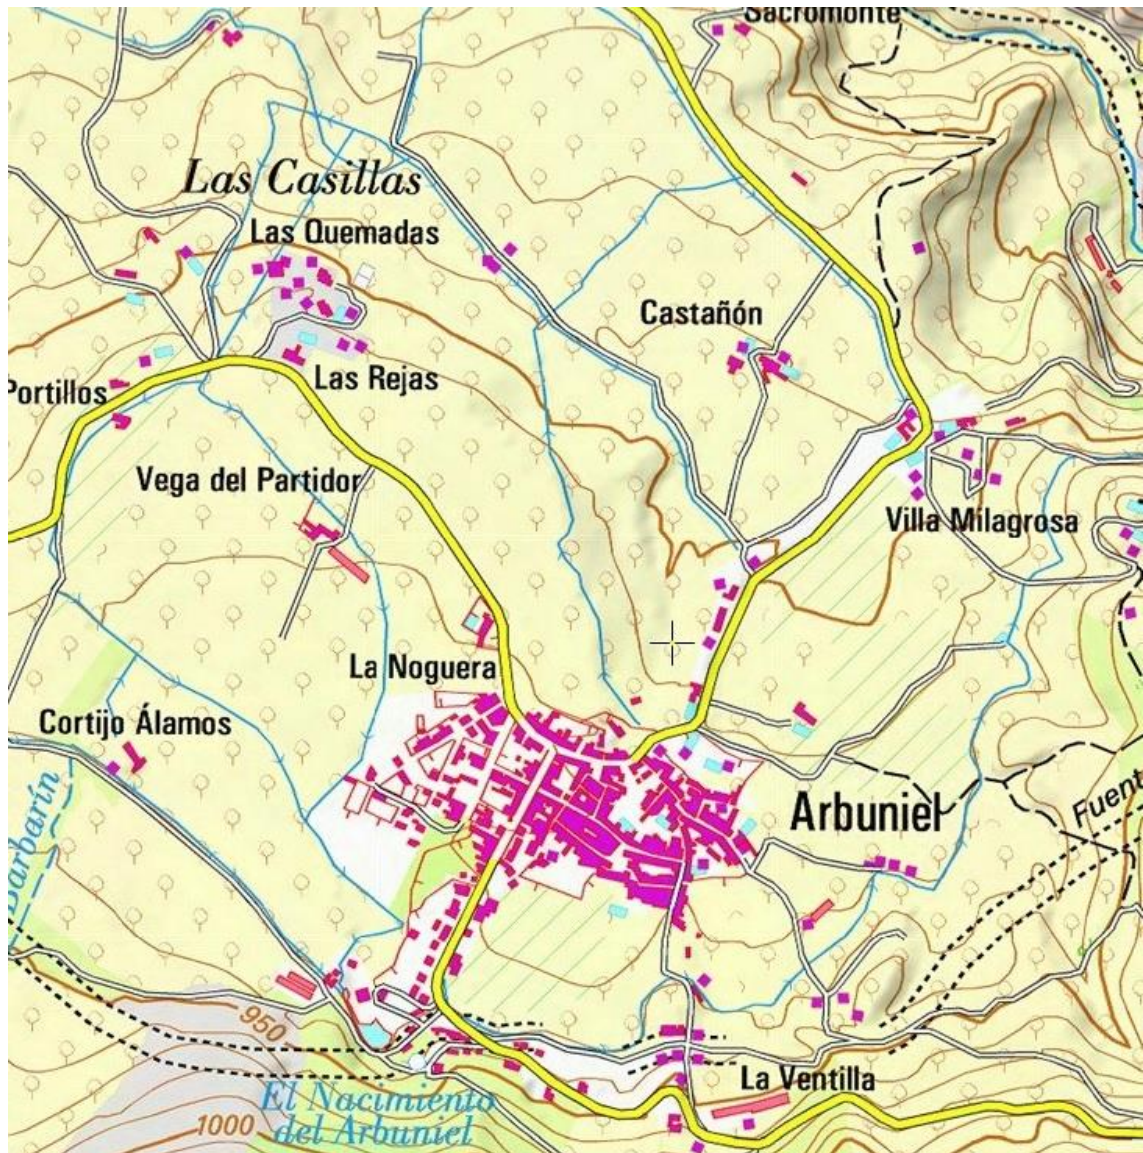 Sacromonte
Las Casillas
Las Quemadas
Castañón
Portillos
Las Rejas
Vega del Partidor
Villa Milagrosa
La Noguera
Cortijo Álamos
Barbarín
Arbuniel
Fuent
950
La Ventilla
El Nacimiento
1000
del Arbuniel